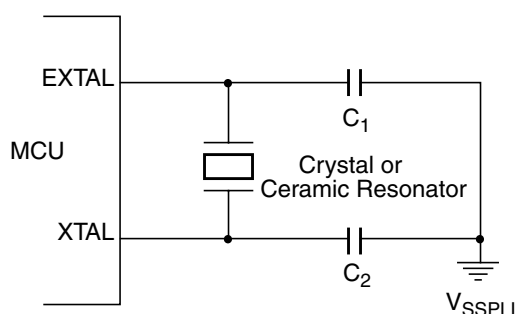 EXTAL
C1
MCU
Crystal or
Ceramic Resonator
XTAL
C2
VSSPLL